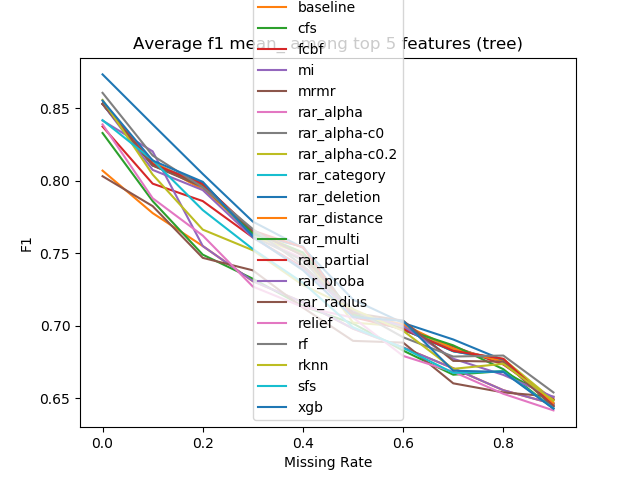 baseline
Average f1 mean_ among top 5 features (tree)
cfs
fcbf
mi
mrmr
rar_alpha
rar_alpha-c0
rar_alpha-c0.2
rar_category
rar_deletion
rar_distance
rar_multi
rar_partial
rar_proba
rar_radius
relief
rf
rknn
sfs
xgb
F1
0.85
0.80
0.75
0.70
0.65
0.0 0.2 0.4 0.6 0.8
Missing Rate